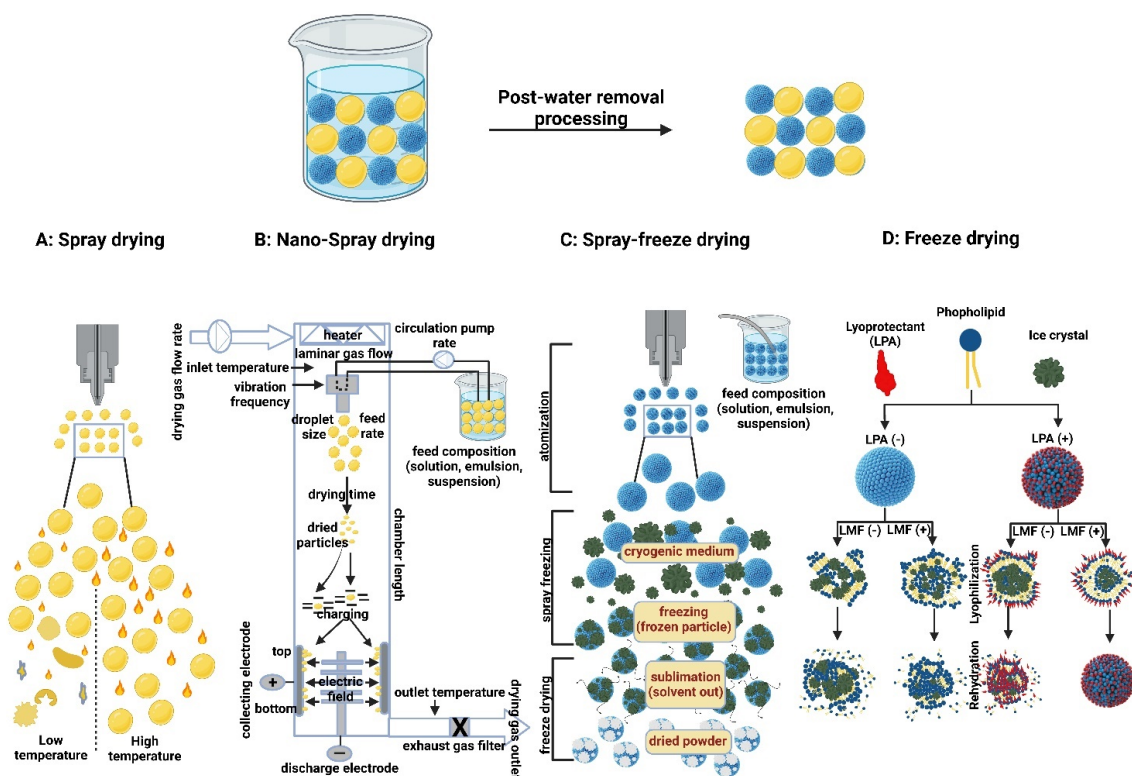 Post-water removal
processing
A: Spray drying
B: Nano-Spray drying
C: Spray-freeze drying
D: Freeze drying
Low
temperature
High
temperature
drying gas flow rate
heater
laminar gas flow
inlet temperature
vibration
frequency
circulation pump
rate
droplet
size
feed
rate
feed composition
(solution, emulsion,
suspension)
drying time
dried
particles
chamber length
charging
collecting electrode
top
+
electric
field
bottom
−
discharge electrode
outlet temperature
X
exhaust gas filter
drying gas outlet
atomization
feed composition
(solution, emulsion,
suspension)
spray freezing
cryogenic medium
freezing
(frozen particle)
freeze drying
sublimation
(solvent out)
dried powder
Lyoprotectant
(LPA)
Phopholipid
Ice crystal
LPA (-)
LPA (+)
LMF (-)
LMF (+)
LMF (-)
LMF (+)
Lyophilization
Rehydration